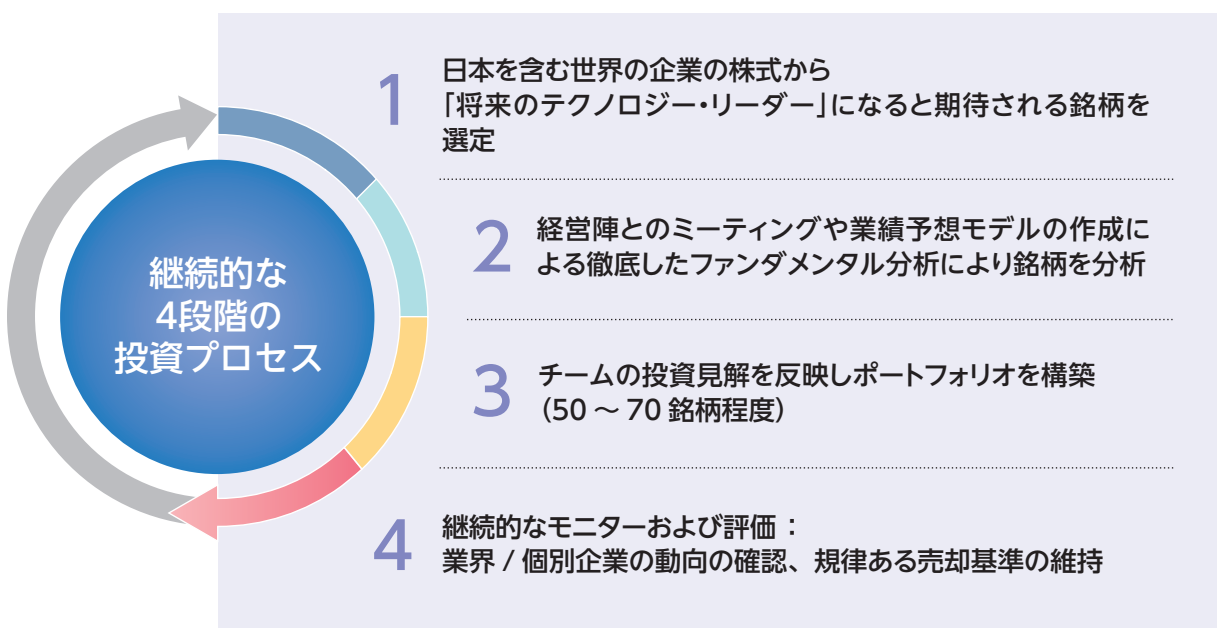 継続的な
4段階の
投資プロセス
1
日本を含む世界の企業の株式から
「将来のテクノロジー・リーダー」になると期待される銘柄を
選定
2
経営陣とのミーティングや業績予想モデルの作成に
よる徹底したファンダメンタル分析により銘柄を分析
3
チームの投資見解を反映しポートフォリオを構築
（50 ～ 70 銘柄程度）
4
継続的なモニターおよび評価 ：
業界 / 個別企業の動向の確認、規律ある売却基準の維持